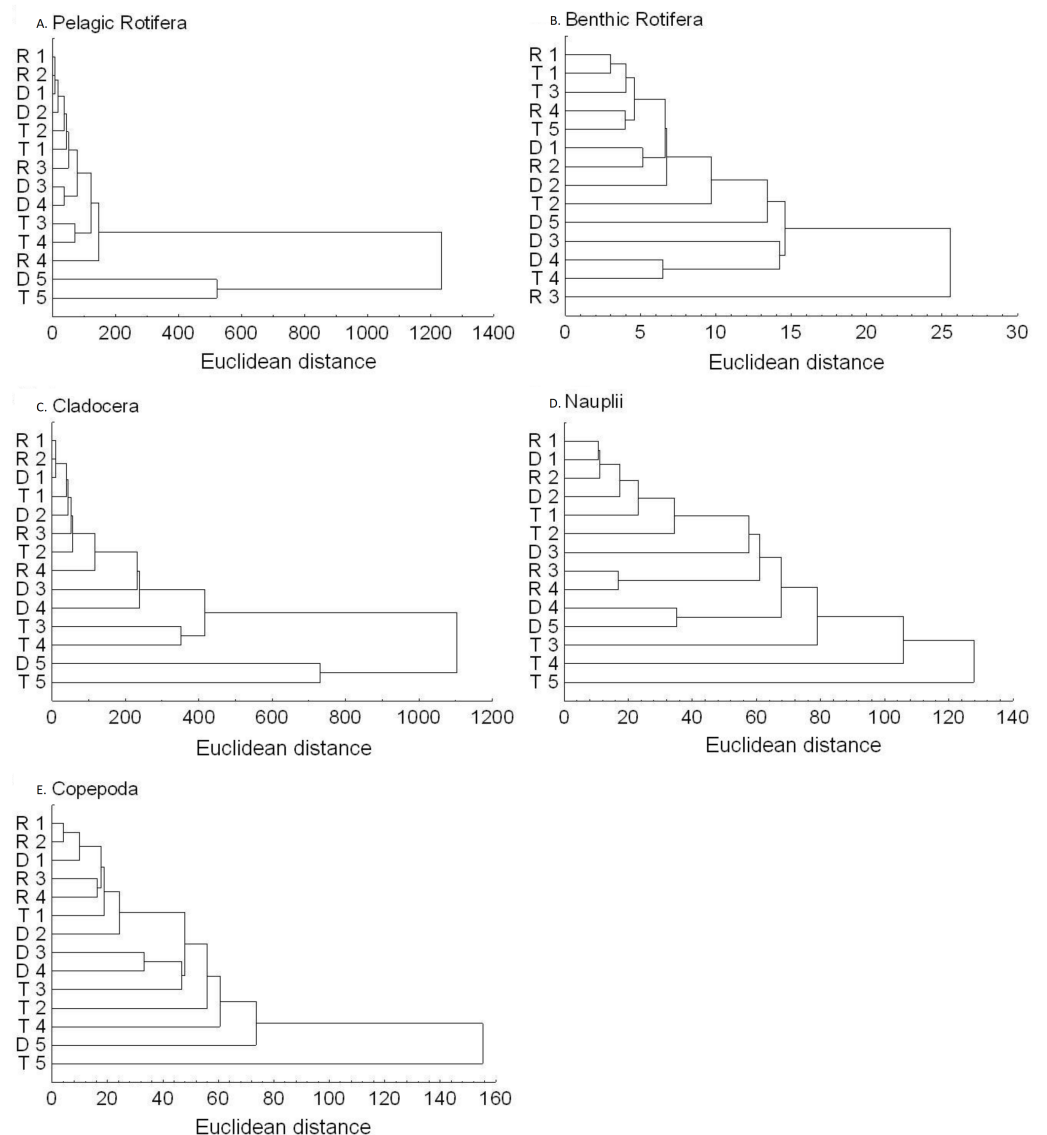 A. Pelagic Rotifera
R 1
R 2
D 1
D 2
T 2
T 1
R 3
D 3
D 4
T 3
T 4
R 4
D 5
T 5
0 200 400 600 800 1000 1200 1400
Euclidean distance
B. Benthic Rotifera
R 1
T 1
T 3
R 4
T 5
D 1
R 2
D 2
T 2
D 5
D 3
D 4
T 4
R 3
0 5 10 15 20 25 30
Euclidean distance
C. Cladocera
R 1
R 2
D 1
T 1
D 2
R 3
T 2
R 4
D 3
D 4
T 3
T 4
D 5
T 5
0 200 400 600 800 1000 1200
Euclidean distance
D. Nauplii
R 1
D 1
R 2
D 2
T 1
T 2
D 3
R 3
R 4
D 4
D 5
T 3
T 4
T 5
0 20 40 60 80 100 120 140
Euclidean distance
E. Copepoda
R 1
R 2
D 1
R 3
R 4
T 1
D 2
D 3
D 4
T 3
T 2
T 4
D 5
T 5
0 20 40 60 80 100 120 140 160
Euclidean distance